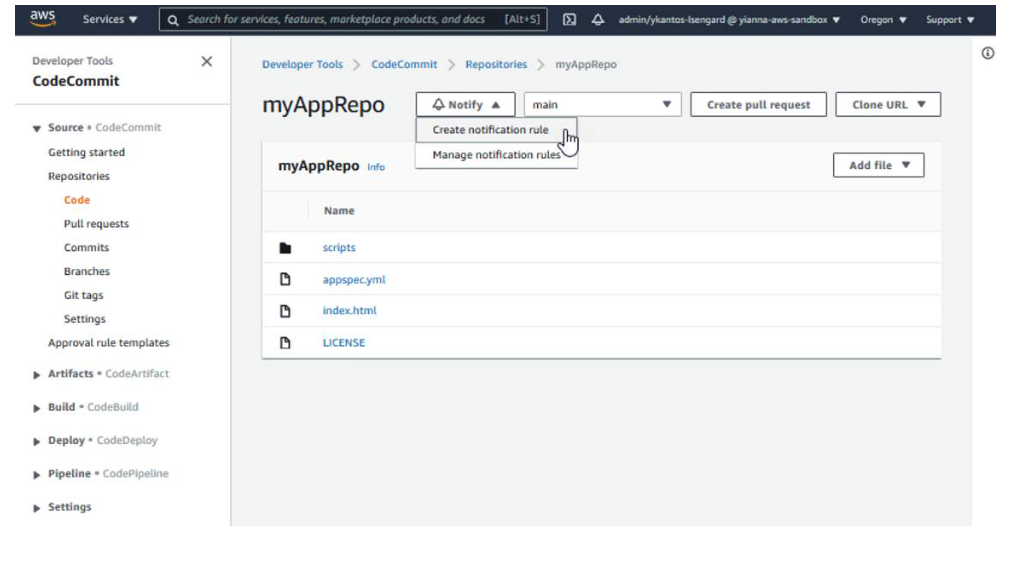 aws Services Search for services, features, marketplace products, and docs [Alt+S] admin/ykantos-Isengard @ yianna-aws-sandbox Oregon Support
Developer Tools
CodeCommit
Source • CodeCommit
Getting started
Repositories
Code
Pull requests
Commits
Branches
Git tags
Settings
Approval rule templates
Artifacts • CodeArtifact
Build • CodeBuild
Deploy • CodeDeploy
Pipeline • CodePipeline
Settings
Developer Tools > CodeCommit > Repositories > myAppRepo
myAppRepo Notify main Create pull request Clone URL
Create notification rule
Manage notification rules
myAppRepo Info Add file
Name
scripts
appspec.yml
index.html
LICENSE